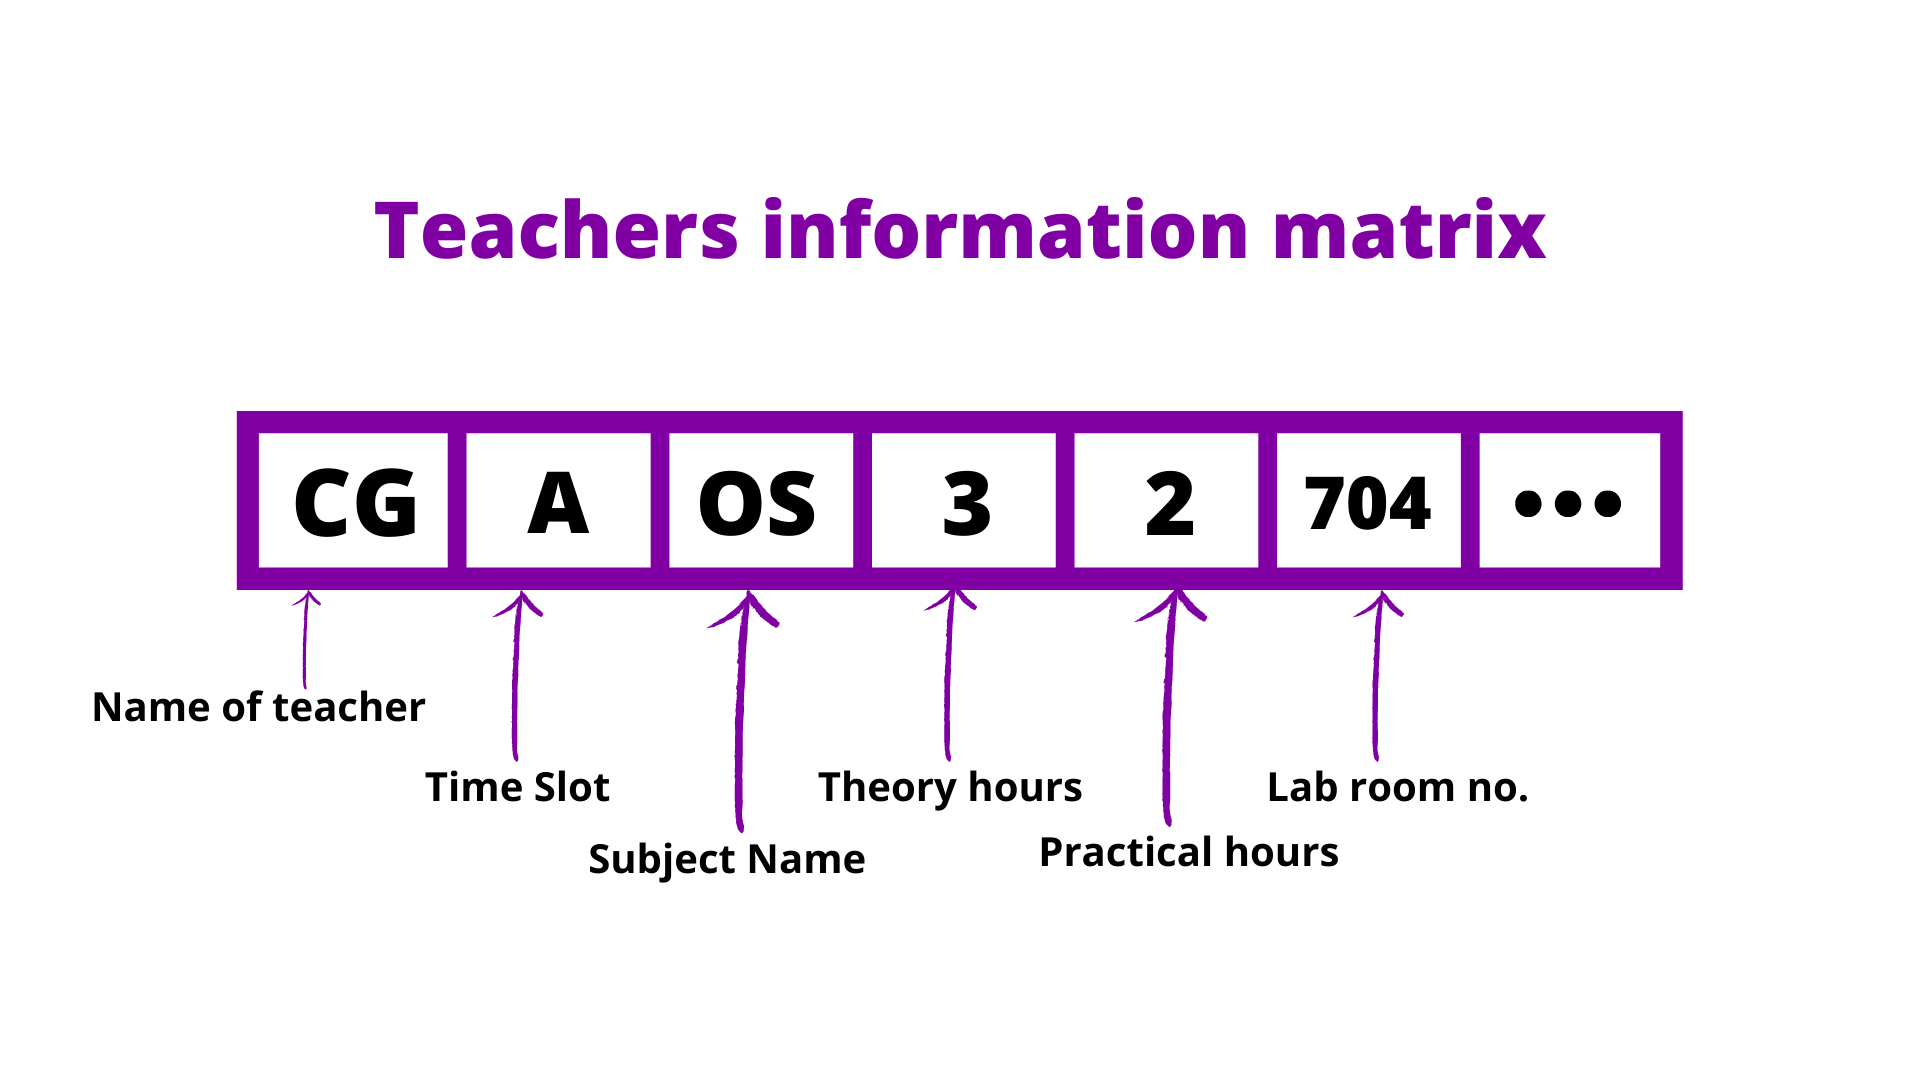 Teachers information matrix
CG A OS 3 2 704 •••
Name of teacher
Time Slot
Subject Name
Theory hours
Practical hours
Lab room no.